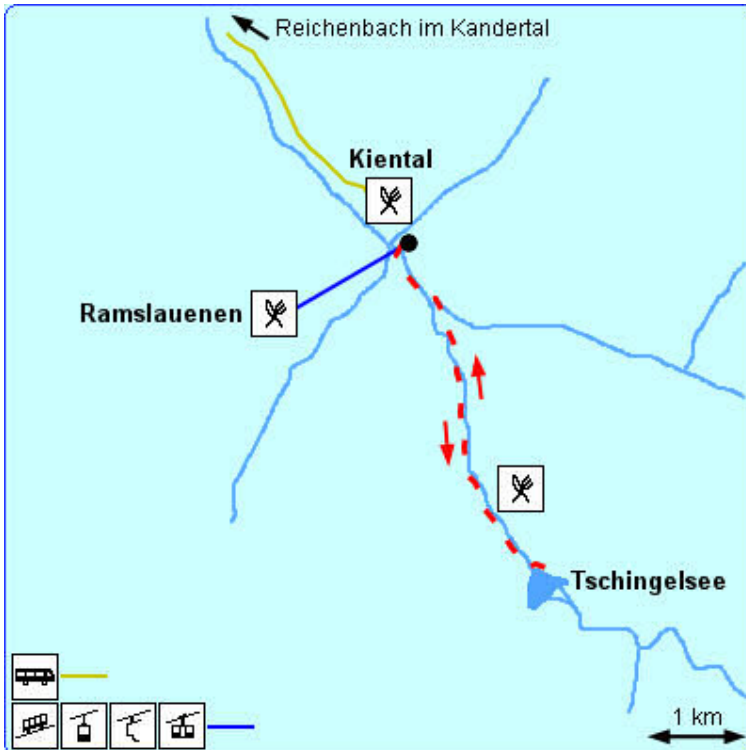 Reichenbach im Kandertal
Kiental
Ramslauenen
Tschingelsee
1 km